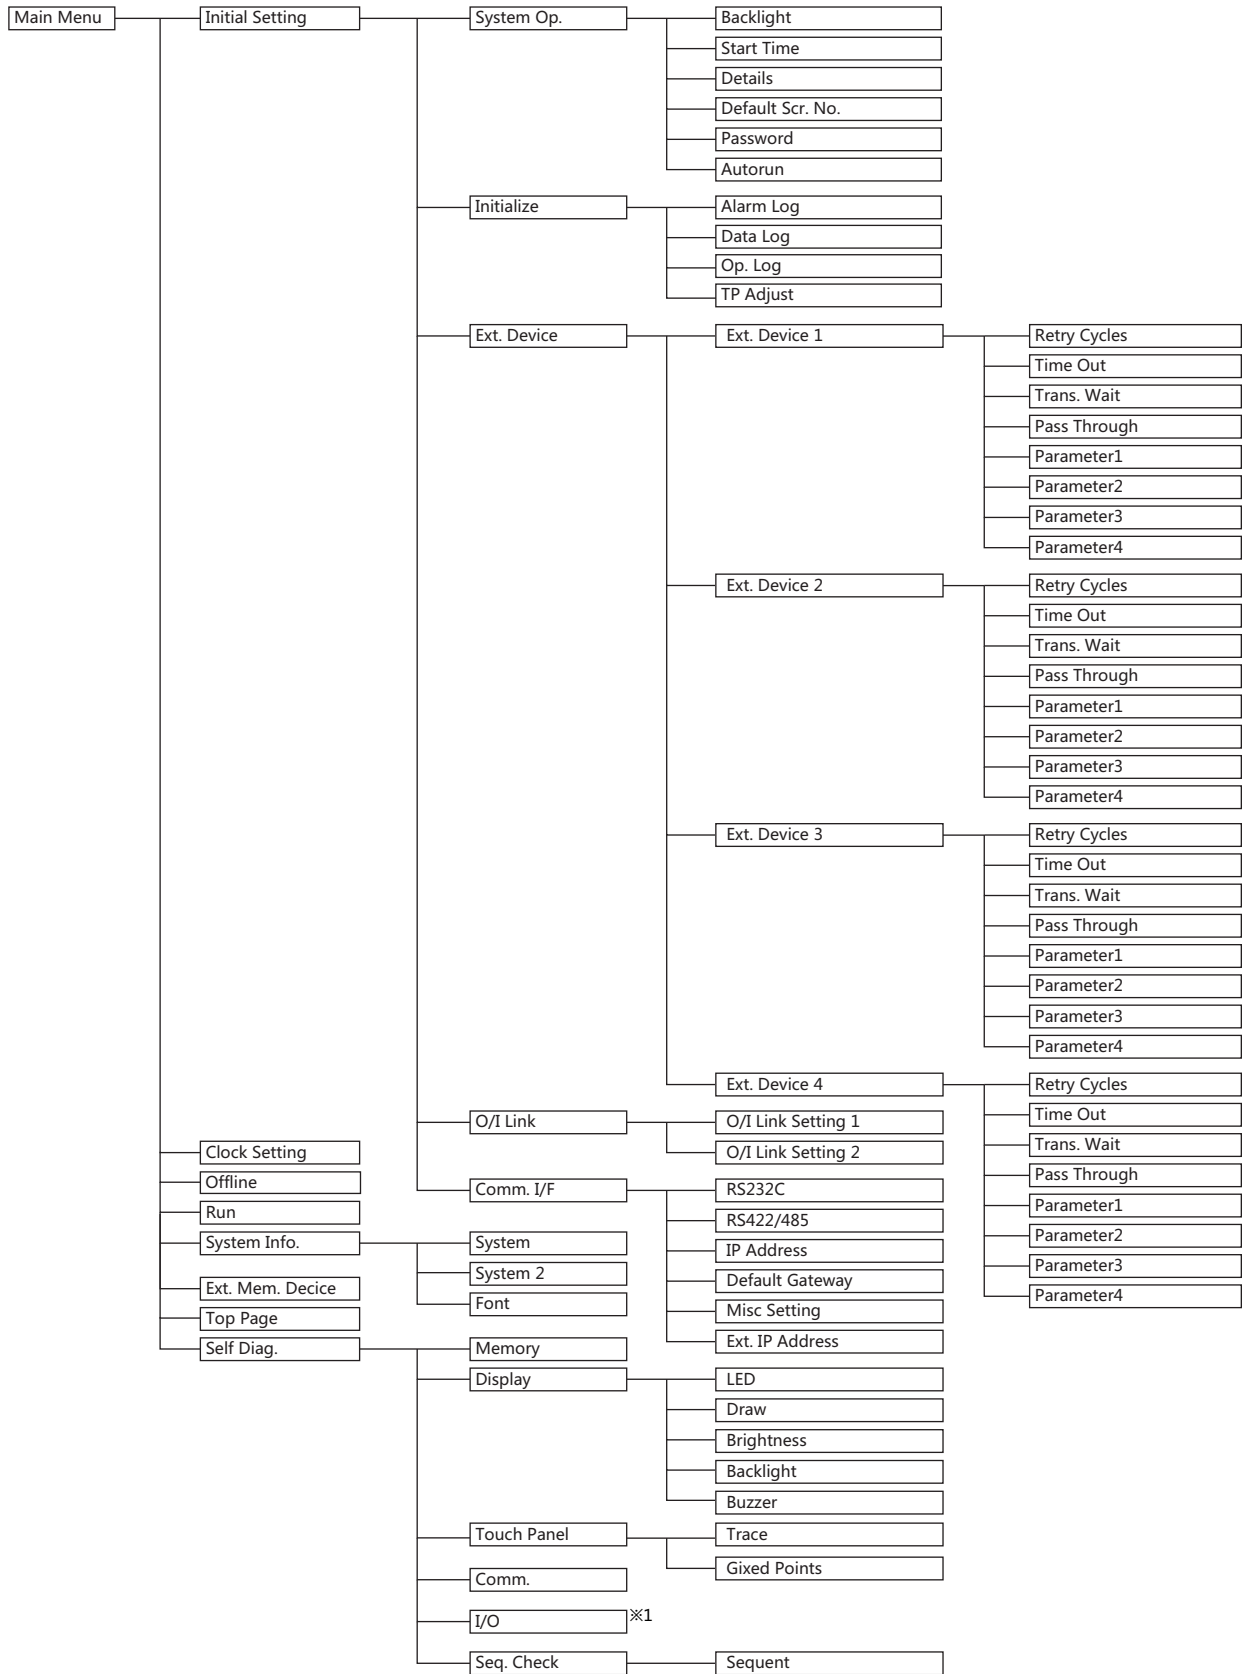 Main Menu
Initial Setting
System Op.
Backlight
Start Time
Details
Default Scr. No.
Password
Autorun
Initialize
Alarm Log
Data Log
Op. Log
TP Adjust
Ext. Device
Ext. Device 1
Retry Cycles
Time Out
Trans. Wait
Pass Through
Parameter1
Parameter2
Parameter3
Parameter4
Ext. Device 2
Retry Cycles
Time Out
Trans. Wait
Pass Through
Parameter1
Parameter2
Parameter3
Parameter4
Ext. Device 3
Retry Cycles
Time Out
Trans. Wait
Pass Through
Parameter1
Parameter2
Parameter3
Parameter4
Ext. Device 4
Retry Cycles
Time Out
Trans. Wait
Pass Through
Parameter1
Parameter2
Parameter3
Parameter4
O/I Link
O/I Link Setting 1
O/I Link Setting 2
Comm. I/F
RS232C
RS422/485
IP Address
Default Gateway
Misc Setting
Ext. IP Address
Clock Setting
Offline
Run
System Info.
System
System 2
Font
Ext. Mem. Decice
Top Page
Self Diag.
Memory
Display
LED
Draw
Brightness
Backlight
Buzzer
Touch Panel
Trace
Gixed Points
Comm.
I/O ※1
Seq. Check
Sequent